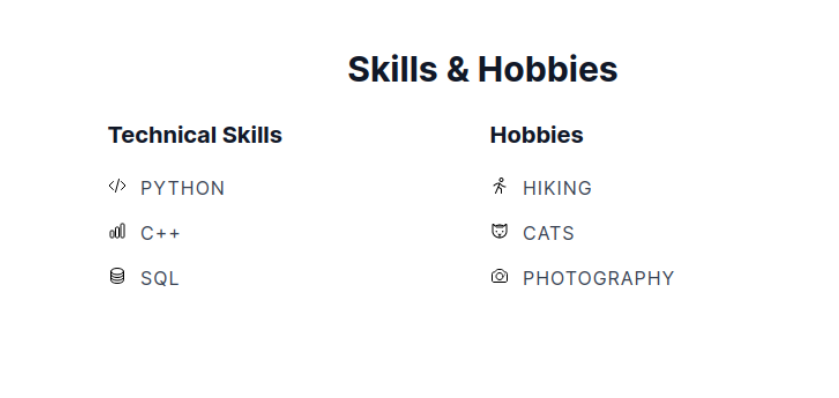 Skills & Hobbies
Technical Skills
PYTHON
C++
SQL
Hobbies
HIKING
CATS
PHOTOGRAPHY